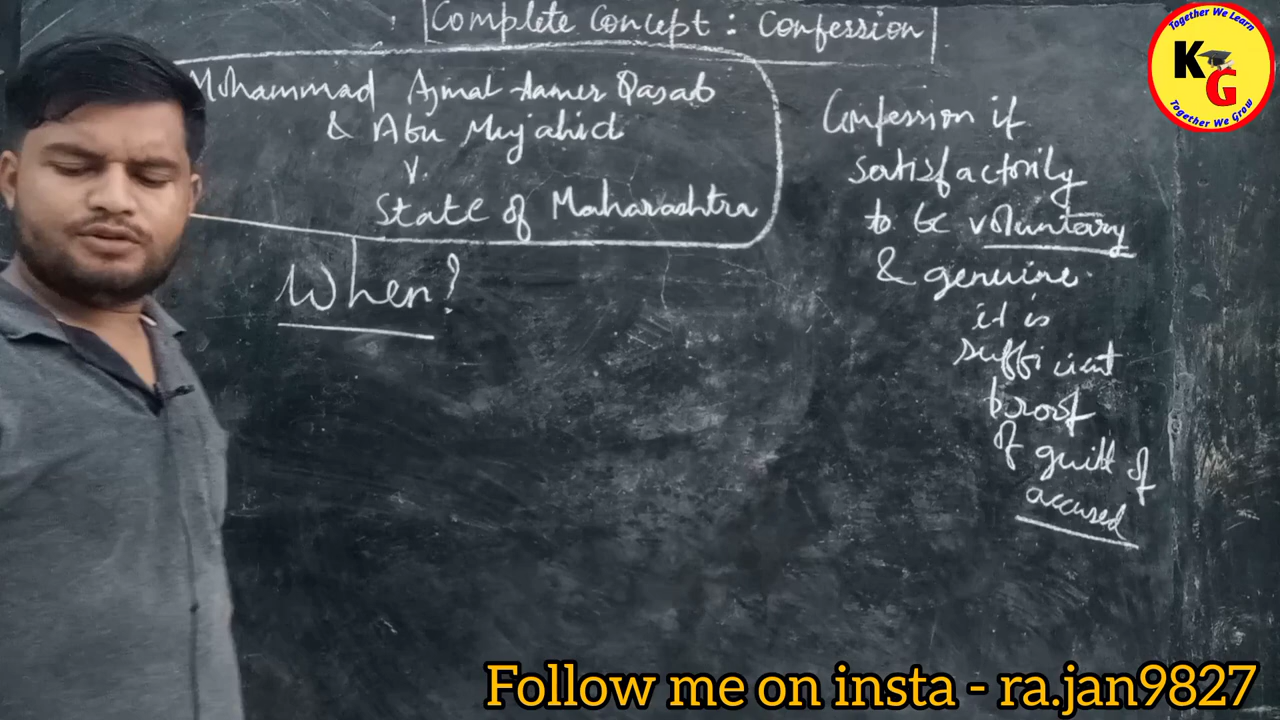 Complete Concept : Confession
Mohammad Ajmal Aamer Qasab
& Abu Mujahid
V.
State of Maharashtra
When?
Confession if
satisfactorily
to be voluntary
& genuine
it is
sufficient
proof
of guilt of
accused
Together We Learn
KG
Together We Grow
Follow me on insta - ra.jan9827